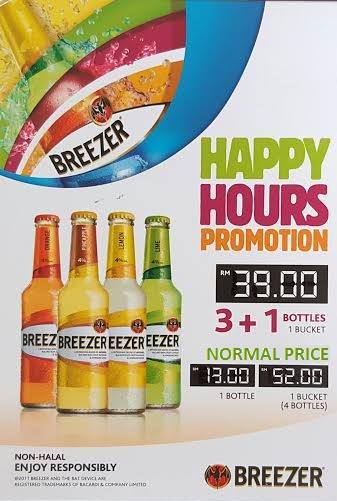 BREEZER
HAPPY
HOURS
PROMOTION
RM 39.00
3+1 BOTTLES
1 BUCKET
NORMAL PRICE
RM 13.00 RM 52.00
1 BOTTLE 1 BUCKET
(4 BOTTLES)
ORANGE PINEAPPLE LEMON LIME
BREEZER BREEZER BREEZER BREEZER
NON-HALAL
ENJOY RESPONSIBLY
©2017 BREEZER AND THE BAT DEVICE ARE
REGISTERED TRADEMARKS OF BACARDI & COMPANY LIMITED
BREEZER